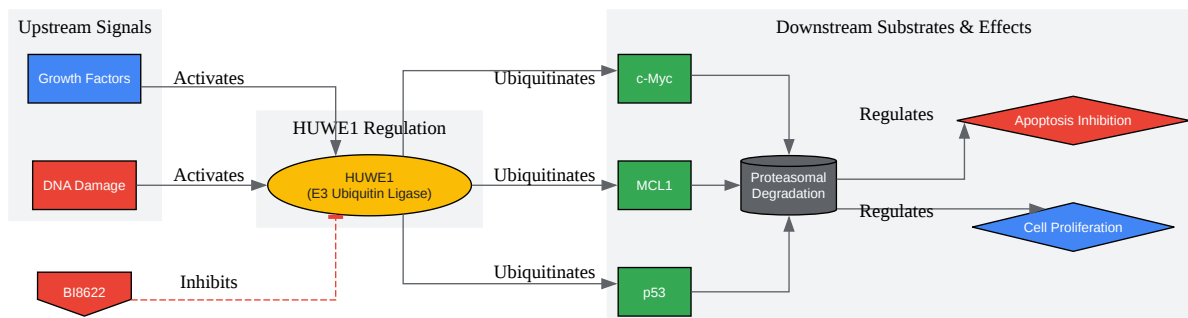 Upstream Signals
Downstream Substrates & Effects
Growth Factors
Activates
Ubiquitinates
c-Myc
Regulates
Apoptosis Inhibition
HUWE1 Regulation
DNA Damage
Activates
HUWE1
(E3 Ubiquitin Ligase)
Ubiquitinates
MCL1
Proteasomal
Degradation
Regulates
Cell Proliferation
BI8622
Inhibits
Ubiquitinates
p53